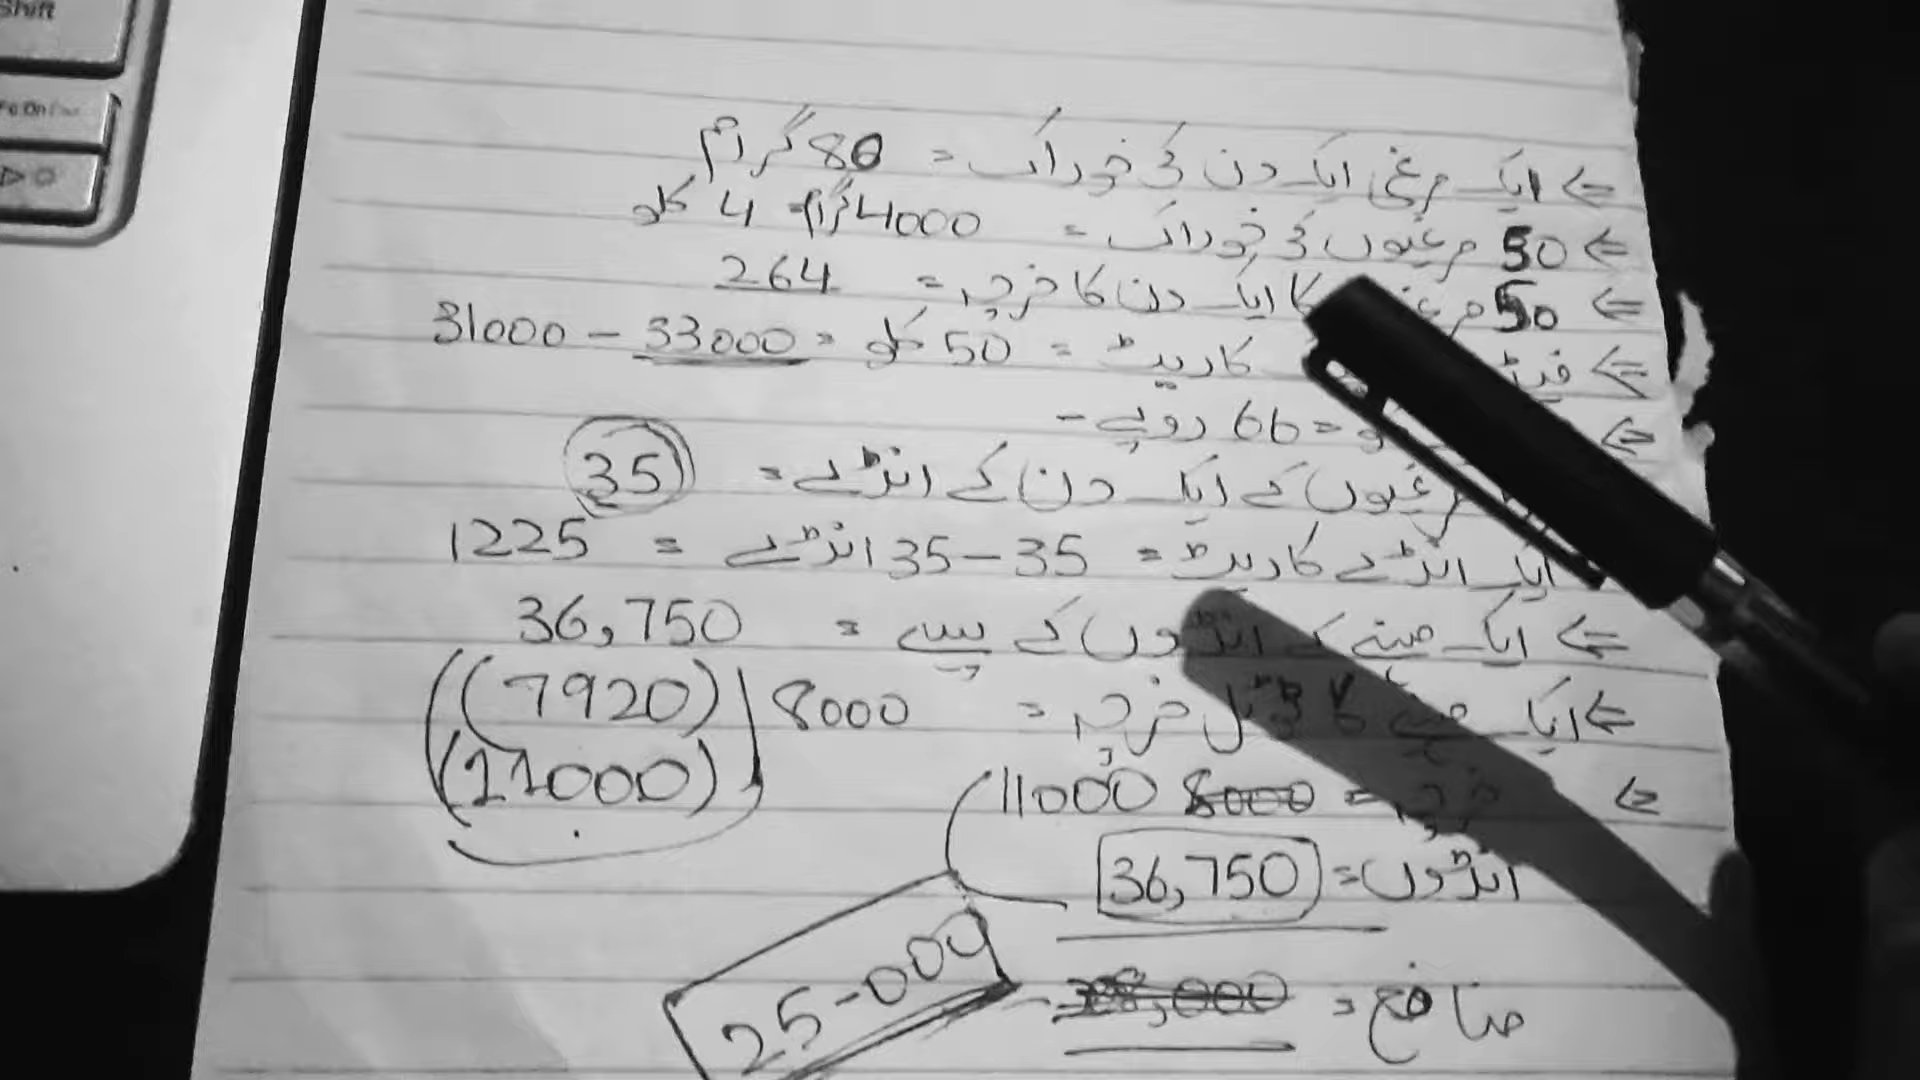 Shift
ایک مرغی ایک دن کی خوراک = 80 گرام
50 مرغیوں کی خوراک = 4000 گرام = 4 کلو
50 کا ایک دن کا خرچہ = 264
فیڈ کا ریٹ = 50 کلو = 33000 - 31000
= 66 روپے -
مرغیوں کے ایک دن کے انڈے = 35
ایک انڈے کا ریٹ = 35 - 35 انڈے = 1225
ایک مہینے کے انڈوں کے پیسے = 36,750
ایک مہینے کا ٹوٹل خرچہ = 8000 (7920)
(11000)
خرچہ = 8000 11000
انڈوں = 36,750
منافع = 28,000
25-000